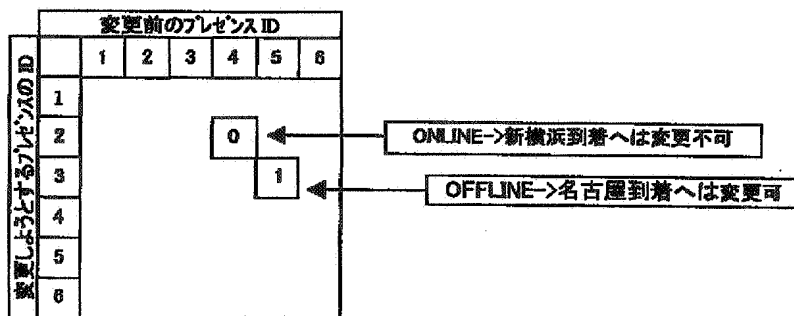 変更前のプレゼンスID
変更しようとするプレゼンスのID
1 2 3 4 5 6
1
2 0 ONLINE->新横浜到着へは変更不可
3 1 OFFLINE->名古屋到着へは変更可
4
5
6